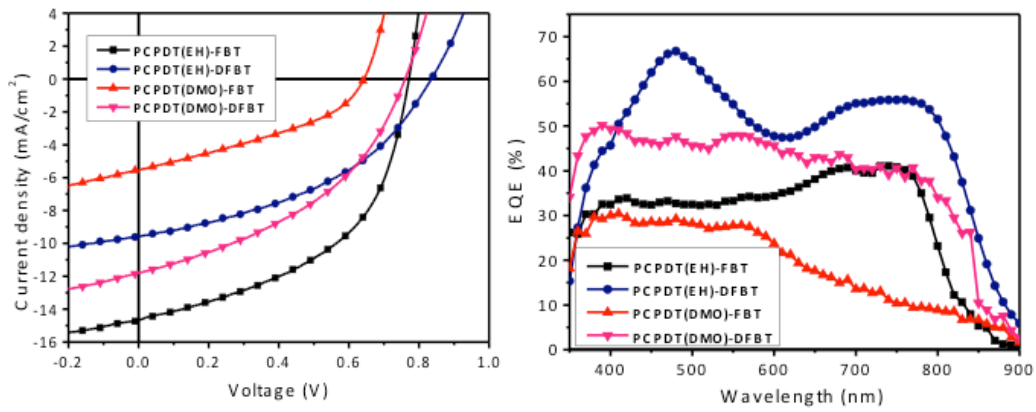 4
2
0
-2
-4
-6
-8
-10
-12
-14
-16
-0.2
0.0
0.2
0.4
0.6
0.8
1.0
Voltage (V)
Current density (mA/cm²)
PCPDT(EH)-FBT
PCPDT(EH)-DFBT
PCPDT(DMO)-FBT
PCPDT(DMO)-DFBT
70
60
50
40
30
20
10
0
400
500
600
700
800
900
Wavelength (nm)
EQE (%)
PCPDT(EH)-FBT
PCPDT(EH)-DFBT
PCPDT(DMO)-FBT
PCPDT(DMO)-DFBT